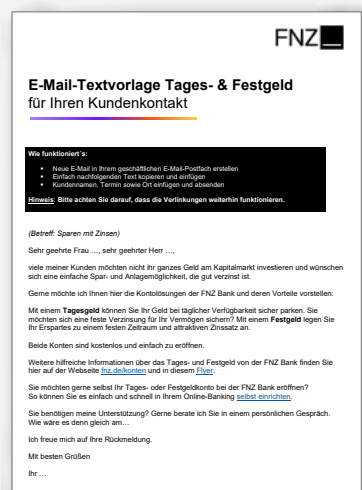 FNZ
E-Mail-Textvorlage Tages- & Festgeld
für Ihren Kundenkontakt
Wie funktioniert´s:
▪ Neue E-Mail in Ihrem geschäftlichen E-Mail-Postfach erstellen
▪ Einfach nachfolgenden Text kopieren und einfügen
▪ Kundennamen, Termin sowie Ort einfügen und absenden
Hinweis: Bitte achten Sie darauf, dass die Verlinkungen weiterhin funktionieren.
(Betreff: Sparen mit Zinsen)
Sehr geehrte Frau …, sehr geehrter Herr …,
viele meiner Kunden möchten nicht ihr ganzes Geld am Kapitalmarkt investieren und wünschen
sich eine einfache Spar- und Anlagemöglichkeit, die gut verzinst ist.
Gerne möchte ich Ihnen hier die Kontolösungen der FNZ Bank und deren Vorteile vorstellen:
Mit einem Tagesgeld können Sie Ihr Geld bei täglicher Verfügbarkeit sicher parken. Sie
möchten sich eine feste Verzinsung für Ihr Vermögen sichern? Mit einem Festgeld legen Sie
Ihr Erspartes zu einem festen Zeitraum und attraktiven Zinssatz an.
Beide Konten sind kostenlos und einfach zu eröffnen.
Weitere hilfreiche Informationen über das Tages- und Festgeld von der FNZ Bank finden Sie
hier auf der Webseite fnz.de/konten und in diesem Flyer.
Sie möchten gerne selbst Ihr Tages- oder Festgeldkonto bei der FNZ Bank eröffnen?
So können Sie es einfach und schnell in Ihrem Online-Banking selbst einrichten.
Sie benötigen meine Unterstützung? Gerne berate ich Sie in einem persönlichen Gespräch.
Wie wäre es denn gleich am…
Ich freue mich auf Ihre Rückmeldung.
Mit besten Grüßen
Ihr …